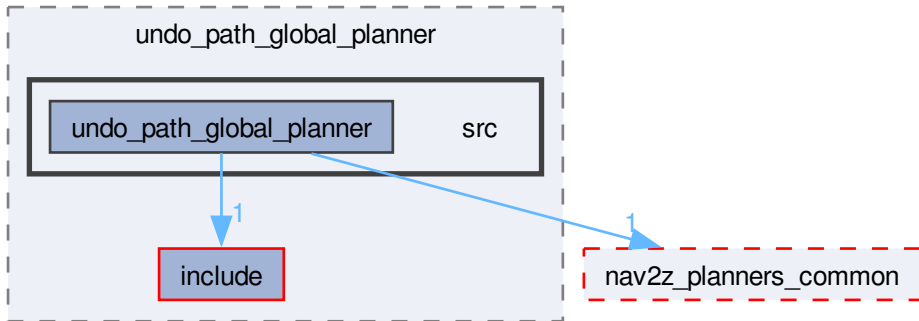 undo_path_global_planner
undo_path_global_planner
src
1
1
include
nav2z_planners_common